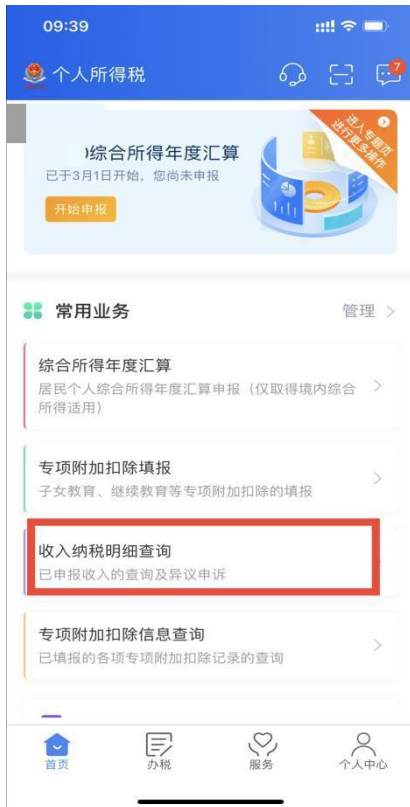 09:39
个人所得税
7
进入专题页
进行更多操作
综合所得年度汇算
已于3月1日开始，您尚未申报
开始申报
常用业务
管理 >
综合所得年度汇算
居民个人综合所得年度汇算申报（仅取得境内综合
所得适用）
专项附加扣除填报
子女教育、继续教育等专项附加扣除的填报
收入纳税明细查询
已申报收入的查询及异议申诉
专项附加扣除信息查询
已填报的各项专项附加扣除记录的查询
首页
办税
服务
个人中心